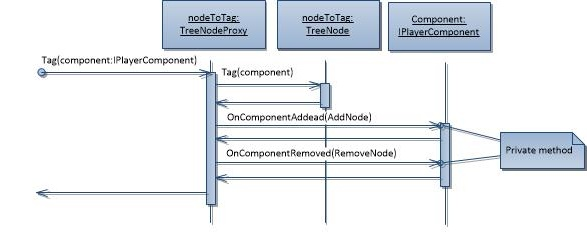 nodeToTag:
TreeNodeProxy
nodeToTag:
TreeNode
Component:
IPlayerComponent
Tag(component:IPlayerComponent)
Tag(component)
OnComponentAddead(AddNode)
OnComponentRemoved(RemoveNode)
Private method